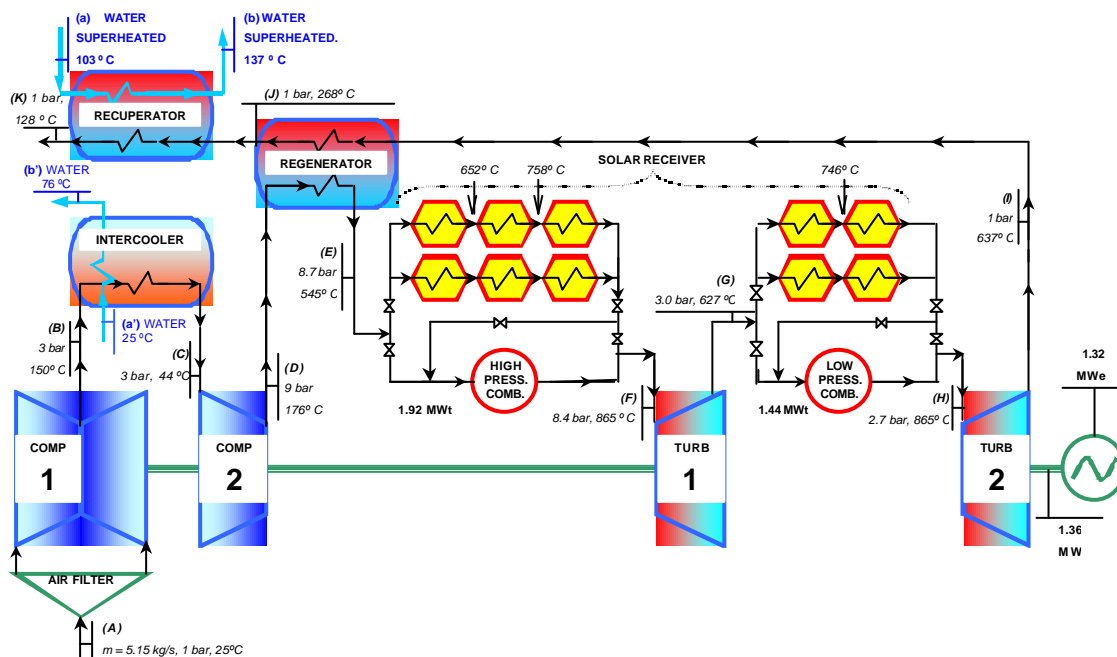 (a) WATER
SUPERHEATED
103 º C
(b) WATER
SUPERHEATED.
137 º C
(K) 1 bar,
128 º C
RECUPERATOR
(J) 1 bar, 268º C
REGENERATOR
SOLAR RECEIVER
652º C
758º C
746º C
(b') WATER
76 ºC
INTERCOOLER
(a') WATER
25 ºC
(B)
3 bar
150º C
(C)
3 bar, 44 ºC
(D)
9 bar
176º C
(E)
8.7 bar
545º C
(G)
3.0 bar, 627 ºC
(I)
1 bar
637º C
HIGH
PRESS.
COMB.
1.92 MWt
LOW
PRESS.
COMB.
1.44 MWt
(F)
8.4 bar, 865º C
(H)
2.7 bar, 865º C
1.32
MWe
COMP
1
COMP
2
TURB
1
TURB
2
1.36
M W
AIR FILTER
(A)
m = 5.15 kg/s, 1 bar, 25ºC